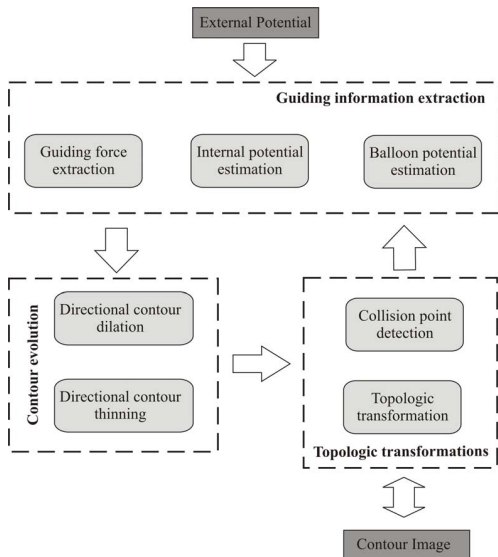 External Potential
Guiding information extraction
Guiding force
extraction
Internal potential
estimation
Balloon potential
estimation
Contour evolution
Directional contour
dilation
Directional contour
thinning
Collision point
detection
Topologic
transformation
Topologic transformations
Contour Image